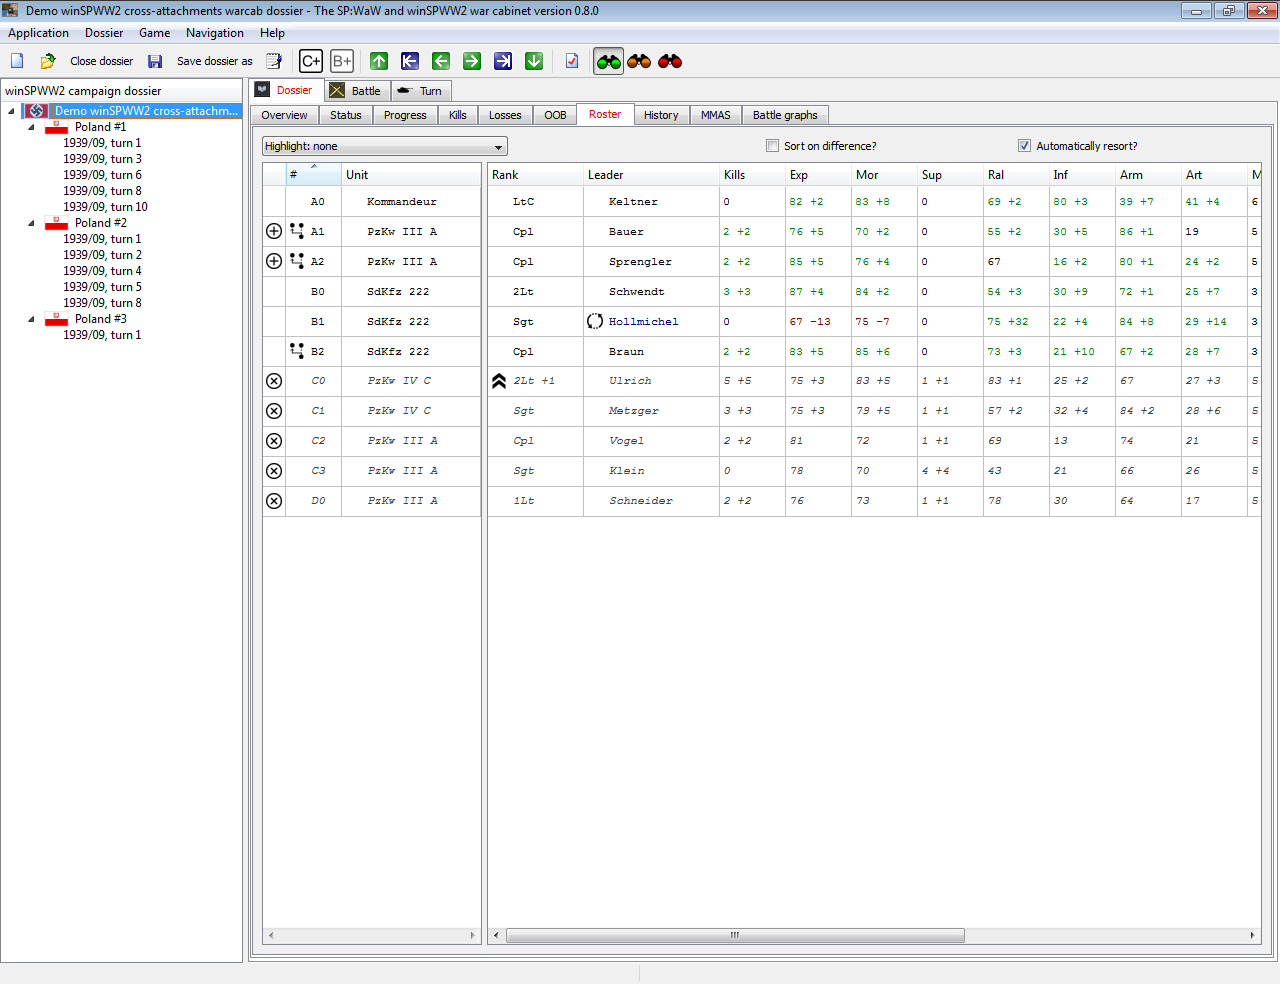 Demo winSPWW2 cross-attachments warcab dossier - The SP:WaW and winSPWW2 war cabinet version 0.8.0
Application Dossier Game Navigation Help
Close dossier Save dossier as C+ B+
winSPWW2 campaign dossier
Demo winSPWW2 cross-attachm...
Poland #1
1939/09, turn 1
1939/09, turn 3
1939/09, turn 6
1939/09, turn 8
1939/09, turn 10
Poland #2
1939/09, turn 1
1939/09, turn 2
1939/09, turn 4
1939/09, turn 5
1939/09, turn 8
Poland #3
1939/09, turn 1
Dossier Battle Turn
Overview Status Progress Kills Losses OOB Roster History MMAS Battle graphs
Highlight: none Sort on difference? Automatically resort?
# Unit Rank Leader Kills Exp Mor Sup Ral Inf Arm Art M
A0 Kommandeur LtC Keltner 0 82 +2 83 +8 0 69 +2 80 +3 39 +7 41 +4 6
A1 PzKw III A Cpl Bauer 2 +2 76 +5 70 +2 0 55 +2 30 +5 86 +1 19 5
A2 PzKw III A Cpl Sprengler 2 +2 85 +5 76 +4 0 67 16 +2 80 +1 24 +2 5
B0 SdKfz 222 2Lt Schwendt 3 +3 87 +4 84 +2 0 54 +3 30 +9 72 +1 25 +7 3
B1 SdKfz 222 Sgt Hollmichel 0 67 -13 75 -7 0 75 +32 22 +4 84 +8 29 +14 3
B2 SdKfz 222 Cpl Braun 2 +2 83 +5 85 +6 0 73 +3 21 +10 67 +2 28 +7 3
C0 PzKw IV C 2Lt +1 Ulrich 5 +5 75 +3 83 +5 1 +1 83 +1 25 +2 67 27 +3 5
C1 PzKw IV C Sgt Metzger 3 +3 75 +3 79 +5 1 +1 57 +2 32 +4 84 +2 28 +6 5
C2 PzKw III A Cpl Vogel 2 +2 81 72 1 +1 69 13 74 21 5
C3 PzKw III A Sgt Klein 0 78 70 4 +4 43 21 66 26 5
D0 PzKw III A 1Lt Schneider 2 +2 76 73 1 +1 78 30 64 17 5